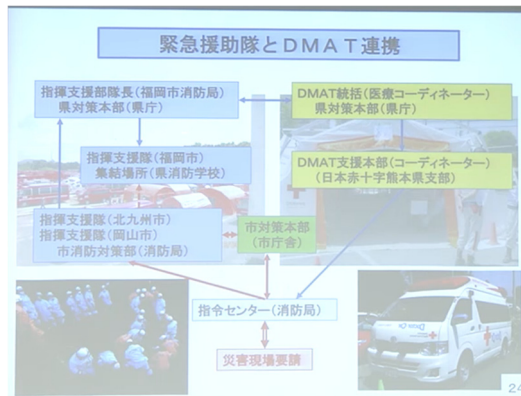 緊急援助隊とDMAT連携
指揮支援部隊長(福岡市消防局)
県対策本部(県庁)
DMAT統括(医療コーディネーター)
県対策本部(県庁)
指揮支援隊(福岡市)
集結場所(県消防学校)
DMAT支援本部(コーディネーター)
(日本赤十字熊本県支部)
指揮支援隊(北九州市)
指揮支援隊(岡山市)
市消防対策部(消防局)
市対策本部
(市庁舎)
指令センター(消防局)
災害現場要請
24